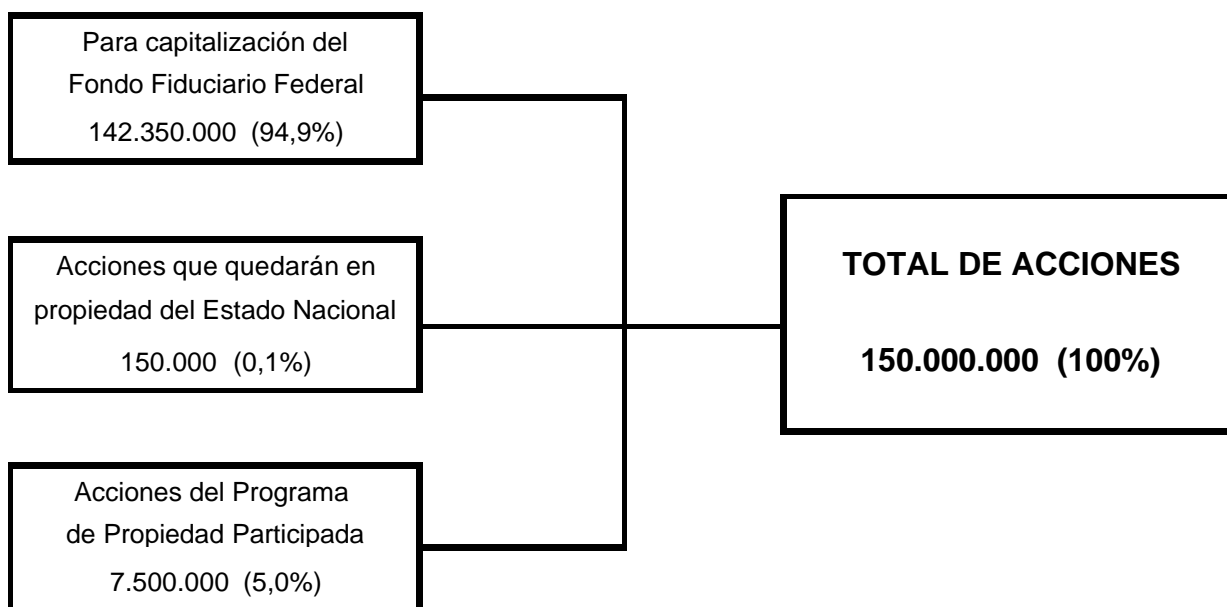 Para capitalización del
Fondo Fiduciario Federal
142.350.000 (94,9%)
Acciones que quedarán en
propiedad del Estado Nacional
150.000 (0,1%)
Acciones del Programa
de Propiedad Participada
7.500.000 (5,0%)
TOTAL DE ACCIONES
150.000.000 (100%)